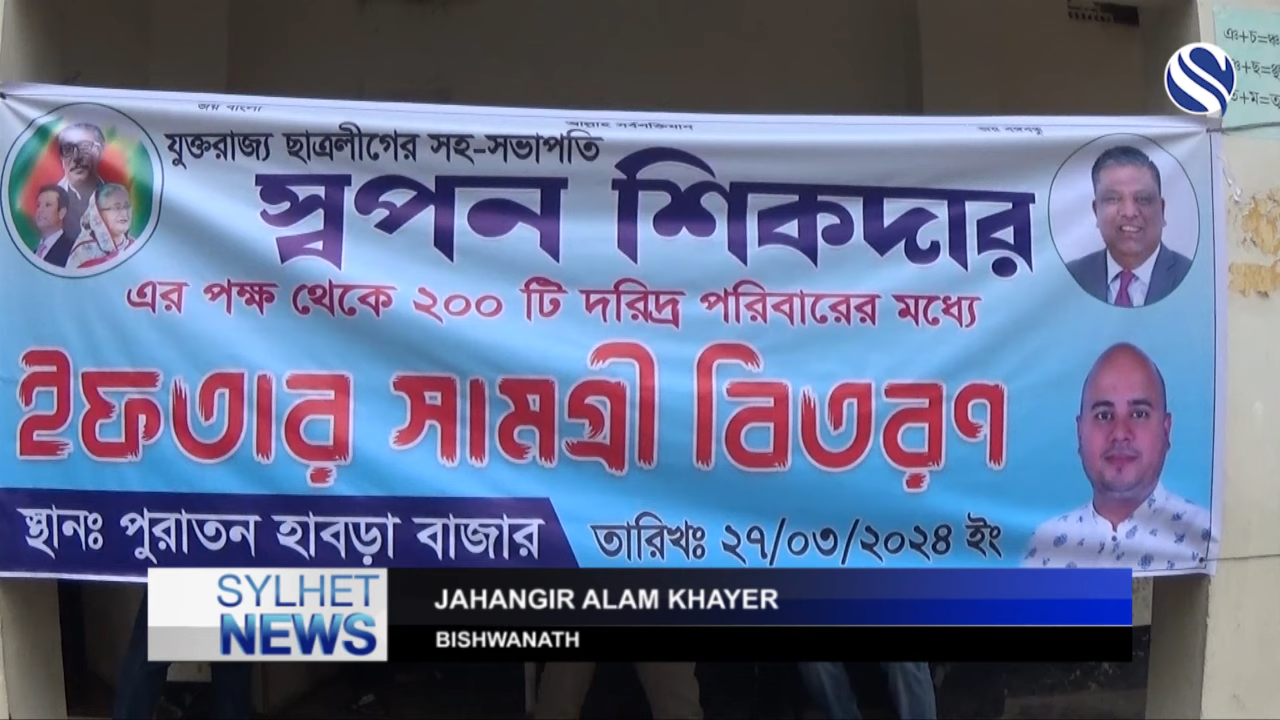 জয় বাংলা
আল্লাহ সর্বশক্তিমান
জয় বঙ্গবন্ধু
যুক্তরাজ্য ছাত্রলীগের সহ-সভাপতি
স্বপন শিকদার
এর পক্ষ থেকে ২০০ টি দরিদ্র পরিবারের মধ্যে
ইফতার সামগ্রী বিতরণ
স্থানঃ পুরাতন হাবড়া বাজার
তারিখঃ ২৭/০৩/২০২৪ ইং
SYLHET
NEWS
JAHANGIR ALAM KHAYER
BISHWANATH